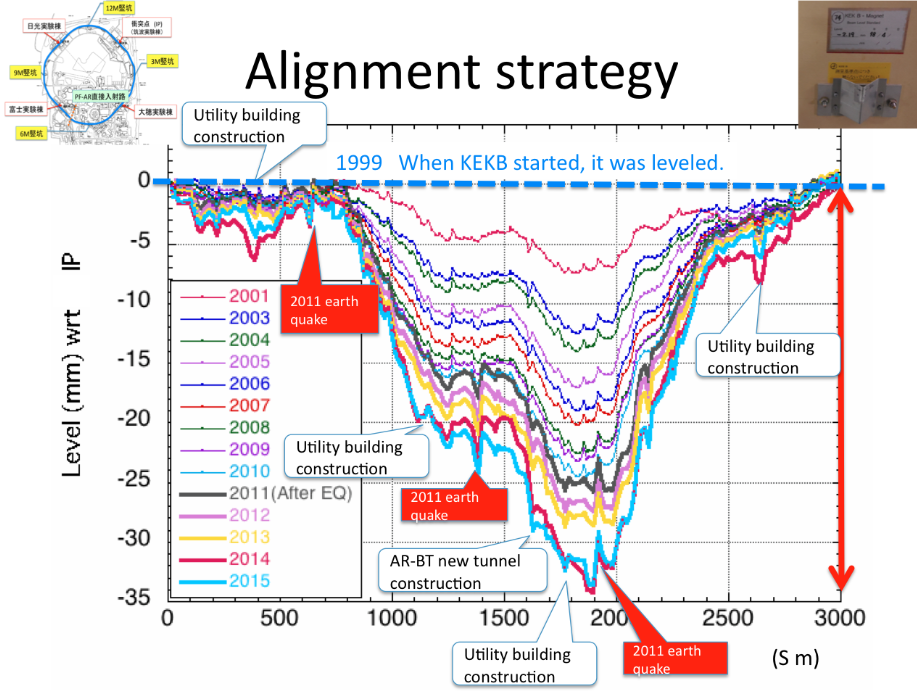 Alignment strategy
12M竪坑
日光実験棟
衝突点 (IP)
(筑波実験棟)
3M竪坑
9M竪坑
PF-AR直接入射路
富士実験棟
大穂実験棟
6M竪坑
KEK B - Magnet
Utility building
construction
1999 When KEKB started, it was leveled.
Level (mm) wrt IP
0
-5
-10
-15
-20
-25
-30
-35
2001
2003
2004
2005
2006
2007
2008
2009
2010
2011(After EQ)
2012
2013
2014
2015
2011 earth
quake
Utility building
construction
Utility building
construction
2011 earth
quake
AR-BT new tunnel
construction
0
500
1000
1500
200
2500
3000
Utility building
construction
2011 earth
quake
(S m)